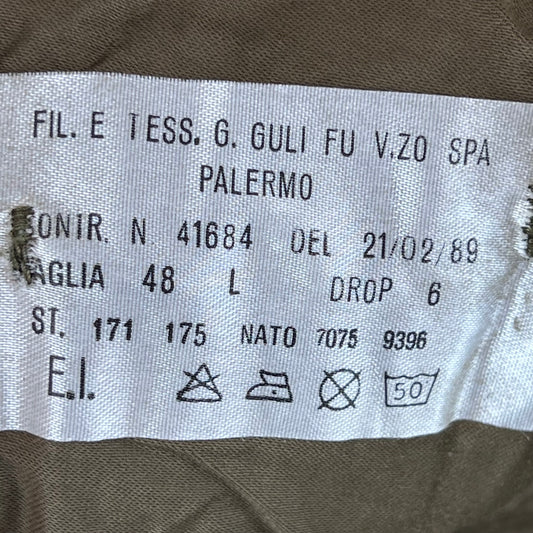 FIL. E TESS. G. GULI FU V.ZO SPA
PALERMO
CONTR. N 41684 DEL 21/02/89
TAGLIA 48 L DROP 6
ST. 171 175 NATO 7075 9396
E.I. 50